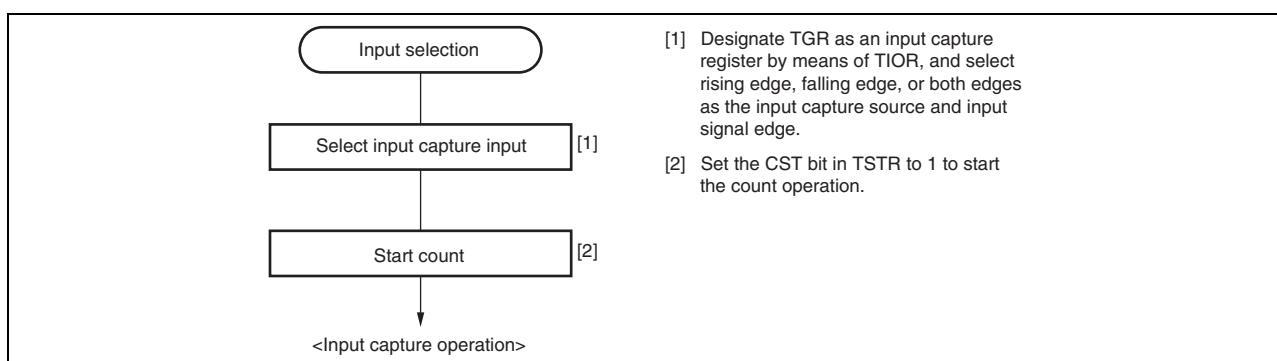 Input selection
Select input capture input
[1]
Start count
[2]
<Input capture operation>
[1] Designate TGR as an input capture
register by means of TIOR, and select
rising edge, falling edge, or both edges
as the input capture source and input
signal edge.
[2] Set the CST bit in TSTR to 1 to start
the count operation.